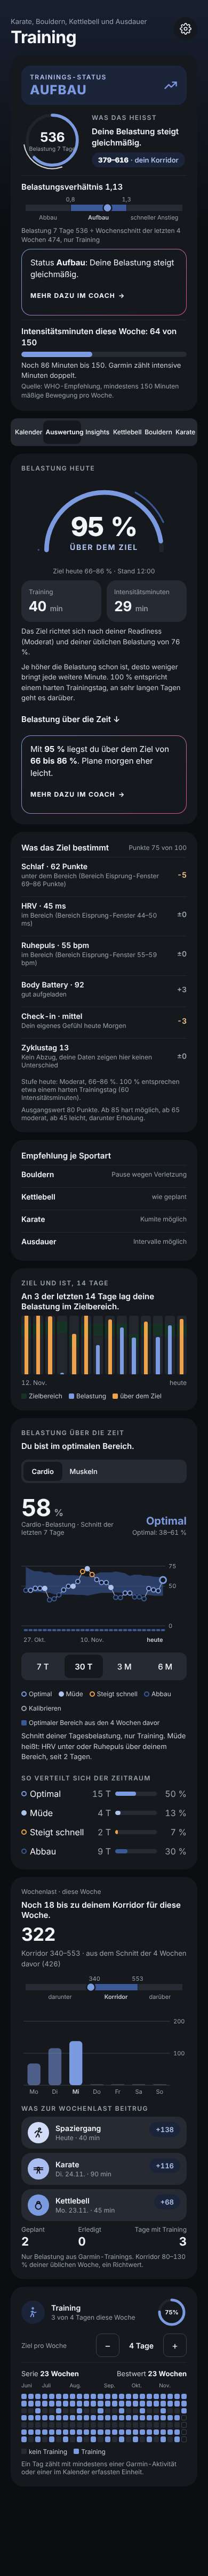 Karate, Bouldern, Kettlebell und Ausdauer
Training
TRAININGS-STATUS
AUFBAU
536
Belastung 7 Tage
WAS DAS HEISST
Deine Belastung steigt
gleichmäßig.
379–616 · dein Korridor
Belastungsverhältnis 1,13
0,8
1,3
Abbau
Aufbau
schneller Anstieg
Belastung 7 Tage 536 ÷ Wochenschnitt der letzten 4
Wochen 474, nur Training
Status Aufbau: Deine Belastung steigt
gleichmäßig.
MEHR DAZU IM COACH →
Intensitätsminuten diese Woche: 64 von
150
Noch 86 Minuten bis 150. Garmin zählt intensive
Minuten doppelt.
Quelle: WHO-Empfehlung, mindestens 150 Minuten
mäßige Bewegung pro Woche.
Kalender
Auswertung
Insights
Kettlebell
Bouldern
Karate
BELASTUNG HEUTE
95 %
ÜBER DEM ZIEL
Ziel heute 66–86 % · Stand 12:00
Training
40 min
Intensitätsminuten
29 min
Das Ziel richtet sich nach deiner Readiness
(Moderat) und deiner üblichen Belastung von 76
%.
Je höher die Belastung schon ist, desto weniger
bringt jede weitere Minute. 100 % entspricht
einem harten Trainingstag, an sehr langen Tagen
geht es darüber.
Belastung über die Zeit ↓
Mit 95 % liegst du über dem Ziel von
66 bis 86 %. Plane morgen eher
leicht.
MEHR DAZU IM COACH →
Was das Ziel bestimmt
Punkte 75 von 100
Schlaf · 62 Punkte
unter dem Bereich (Bereich Eisprung-Fenster
69–86 Punkte)
-5
HRV · 45 ms
im Bereich (Bereich Eisprung-Fenster 44–50
ms)
±0
Ruhepuls · 55 bpm
im Bereich (Bereich Eisprung-Fenster 55–59
bpm)
±0
Body Battery · 92
gut aufgeladen
+3
Check-in · mittel
Dein eigenes Gefühl heute Morgen
-3
Zyklustag 13
Kein Abzug, deine Daten zeigen hier keinen
Unterschied
±0
Stufe heute: Moderat, 66–86 %. 100 % entsprechen
etwa einem harten Trainingstag (60
Intensitätsminuten).
Ausgangswert 80 Punkte. Ab 85 hart möglich, ab 65
moderat, ab 45 leicht, darunter Erholung.
Empfehlung je Sportart
Bouldern
Pause wegen Verletzung
Kettlebell
wie geplant
Karate
Kumite möglich
Ausdauer
Intervalle möglich
ZIEL UND IST, 14 TAGE
An 3 der letzten 14 Tage lag deine
Belastung im Zielbereich.
12. Nov.
heute
Zielbereich
Belastung
über dem Ziel
BELASTUNG ÜBER DIE ZEIT
Du bist im optimalen Bereich.
Cardio
Muskeln
58 %
Cardio-Belastung · Schnitt der
letzten 7 Tage
Optimal
Optimal: 38–61 %
75
50
0
27. Okt.
10. Nov.
heute
7 T
30 T
3 M
6 M
Optimal
Müde
Steigt schnell
Abbau
Kalibrieren
Optimaler Bereich aus den 4 Wochen davor
Schnitt deiner Tagesbelastung, nur Training. Müde
heißt: HRV unter oder Ruhepuls über deinem
Bereich, seit 2 Tagen.
SO VERTEILT SICH DER ZEITRAUM
Optimal
15 T
50 %
Müde
4 T
13 %
Steigt schnell
2 T
7 %
Abbau
9 T
30 %
Wochenlast · diese Woche
Noch 18 bis zu deinem Korridor für diese
Woche.
322
Korridor 340–553 · aus dem Schnitt der 4 Wochen
davor (426)
340
553
darunter
Korridor
darüber
200
100
Mo
Di
Mi
Do
Fr
Sa
So
WAS ZUR WOCHENLAST BEITRUG
Spaziergang
Heute · 40 min
+138
Karate
Di. 24.11. · 90 min
+116
Kettlebell
Mo. 23.11. · 45 min
+68
Geplant
2
Erledigt
0
Tage mit Training
3
Nur Belastung aus Garmin-Trainings. Korridor 80–130
% deiner üblichen Woche, ein Richtwert.
Training
3 von 4 Tagen diese Woche
75%
Ziel pro Woche
−
4 Tage
+
Serie 23 Wochen
Bestwert 23 Wochen
Juni
Juli
Aug.
Sep.
Okt.
Nov.
kein Training
Training
Ein Tag zählt mit mindestens einer Garmin-Aktivität
oder einer im Kalender erfassten Einheit.